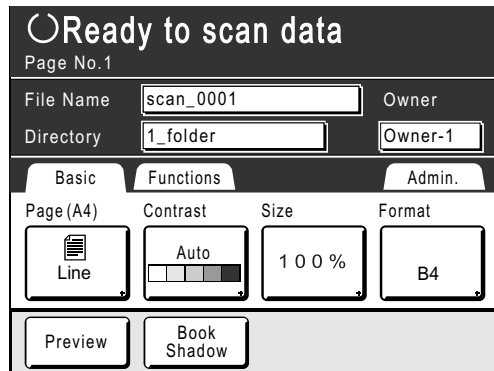 Ready to scan data
Page No.1
File Name scan_0001 Owner
Directory 1_folder Owner-1
Basic Functions Admin.
Page (A4) Contrast Size Format
Line Auto 100% B4
Preview Book Shadow